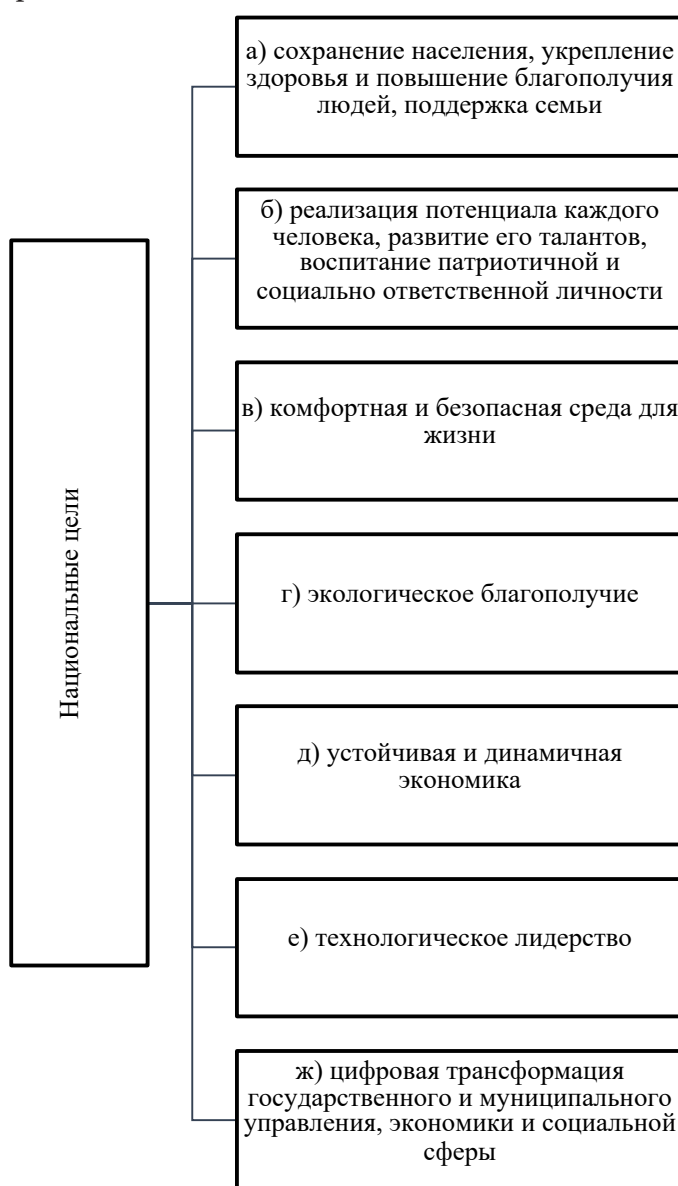 Национальные цели
а) сохранение населения, укрепление
здоровья и повышение благополучия
людей, поддержка семьи
б) реализация потенциала каждого
человека, развитие его талантов,
воспитание патриотичной и
социально ответственной личности
в) комфортная и безопасная среда для
жизни
г) экологическое благополучие
д) устойчивая и динамичная
экономика
е) технологическое лидерство
ж) цифровая трансформация
государственного и муниципального
управления, экономики и социальной
сферы